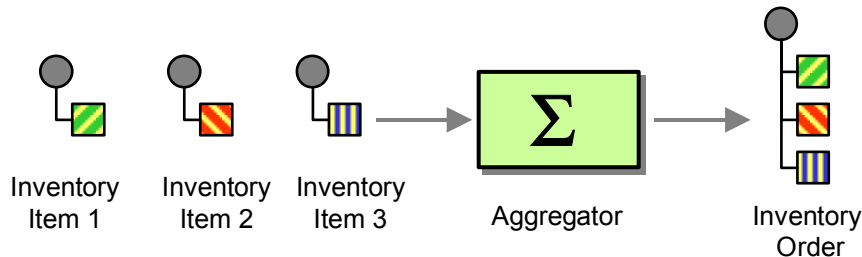 Σ
Inventory
Item 1
Inventory
Item 2
Inventory
Item 3
Aggregator
Inventory
Order